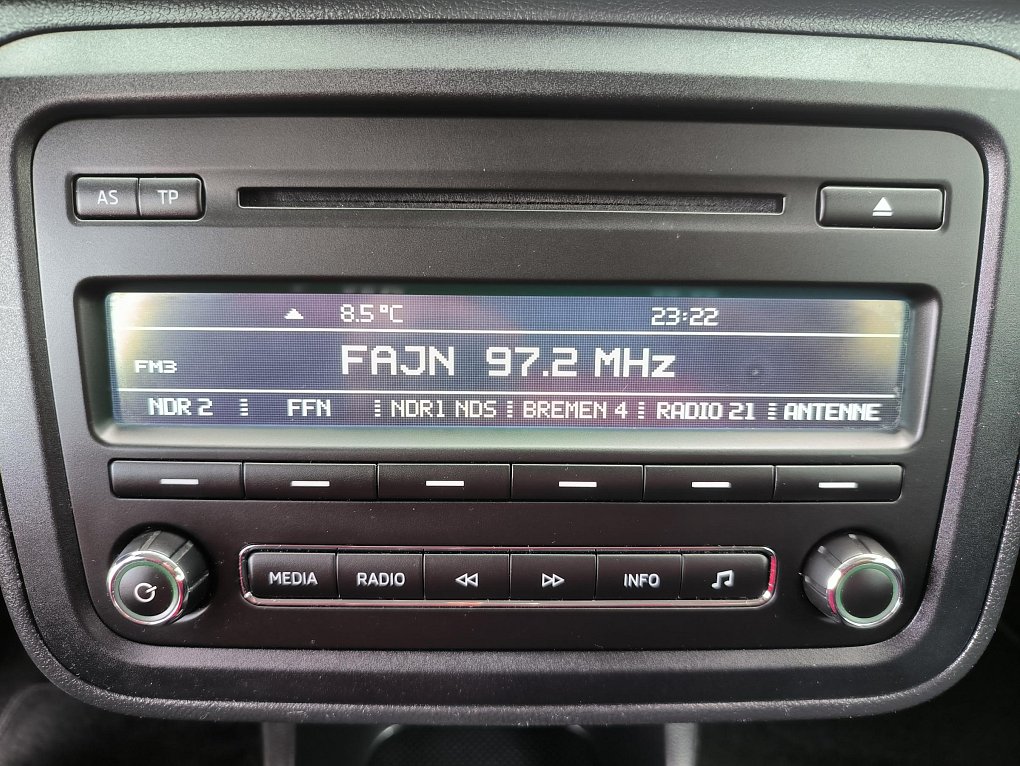 AS TP
8.5°C 23:22
FM3 FAJN 97.2 MHz
NDR 2 FFN NDR1 NDS BREMEN 4 RADIO 21 ANTENNE
MEDIA RADIO INFO